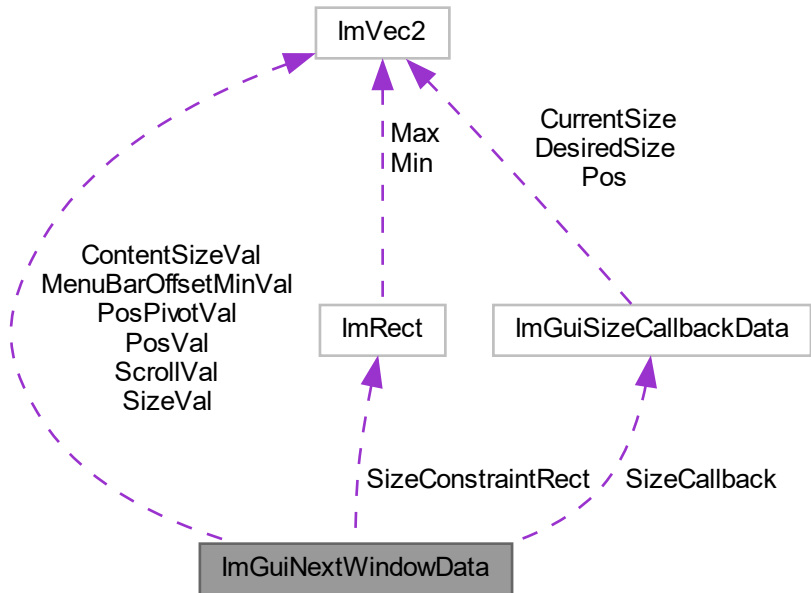 ImVec2
Max
Min
CurrentSize
DesiredSize
Pos
ContentSizeVal
MenuBarOffsetMinVal
PosPivotVal
PosVal
ScrollVal
SizeVal
ImRect
ImGuiSizeCallbackData
SizeConstraintRect
SizeCallback
ImGuiNextWindowData